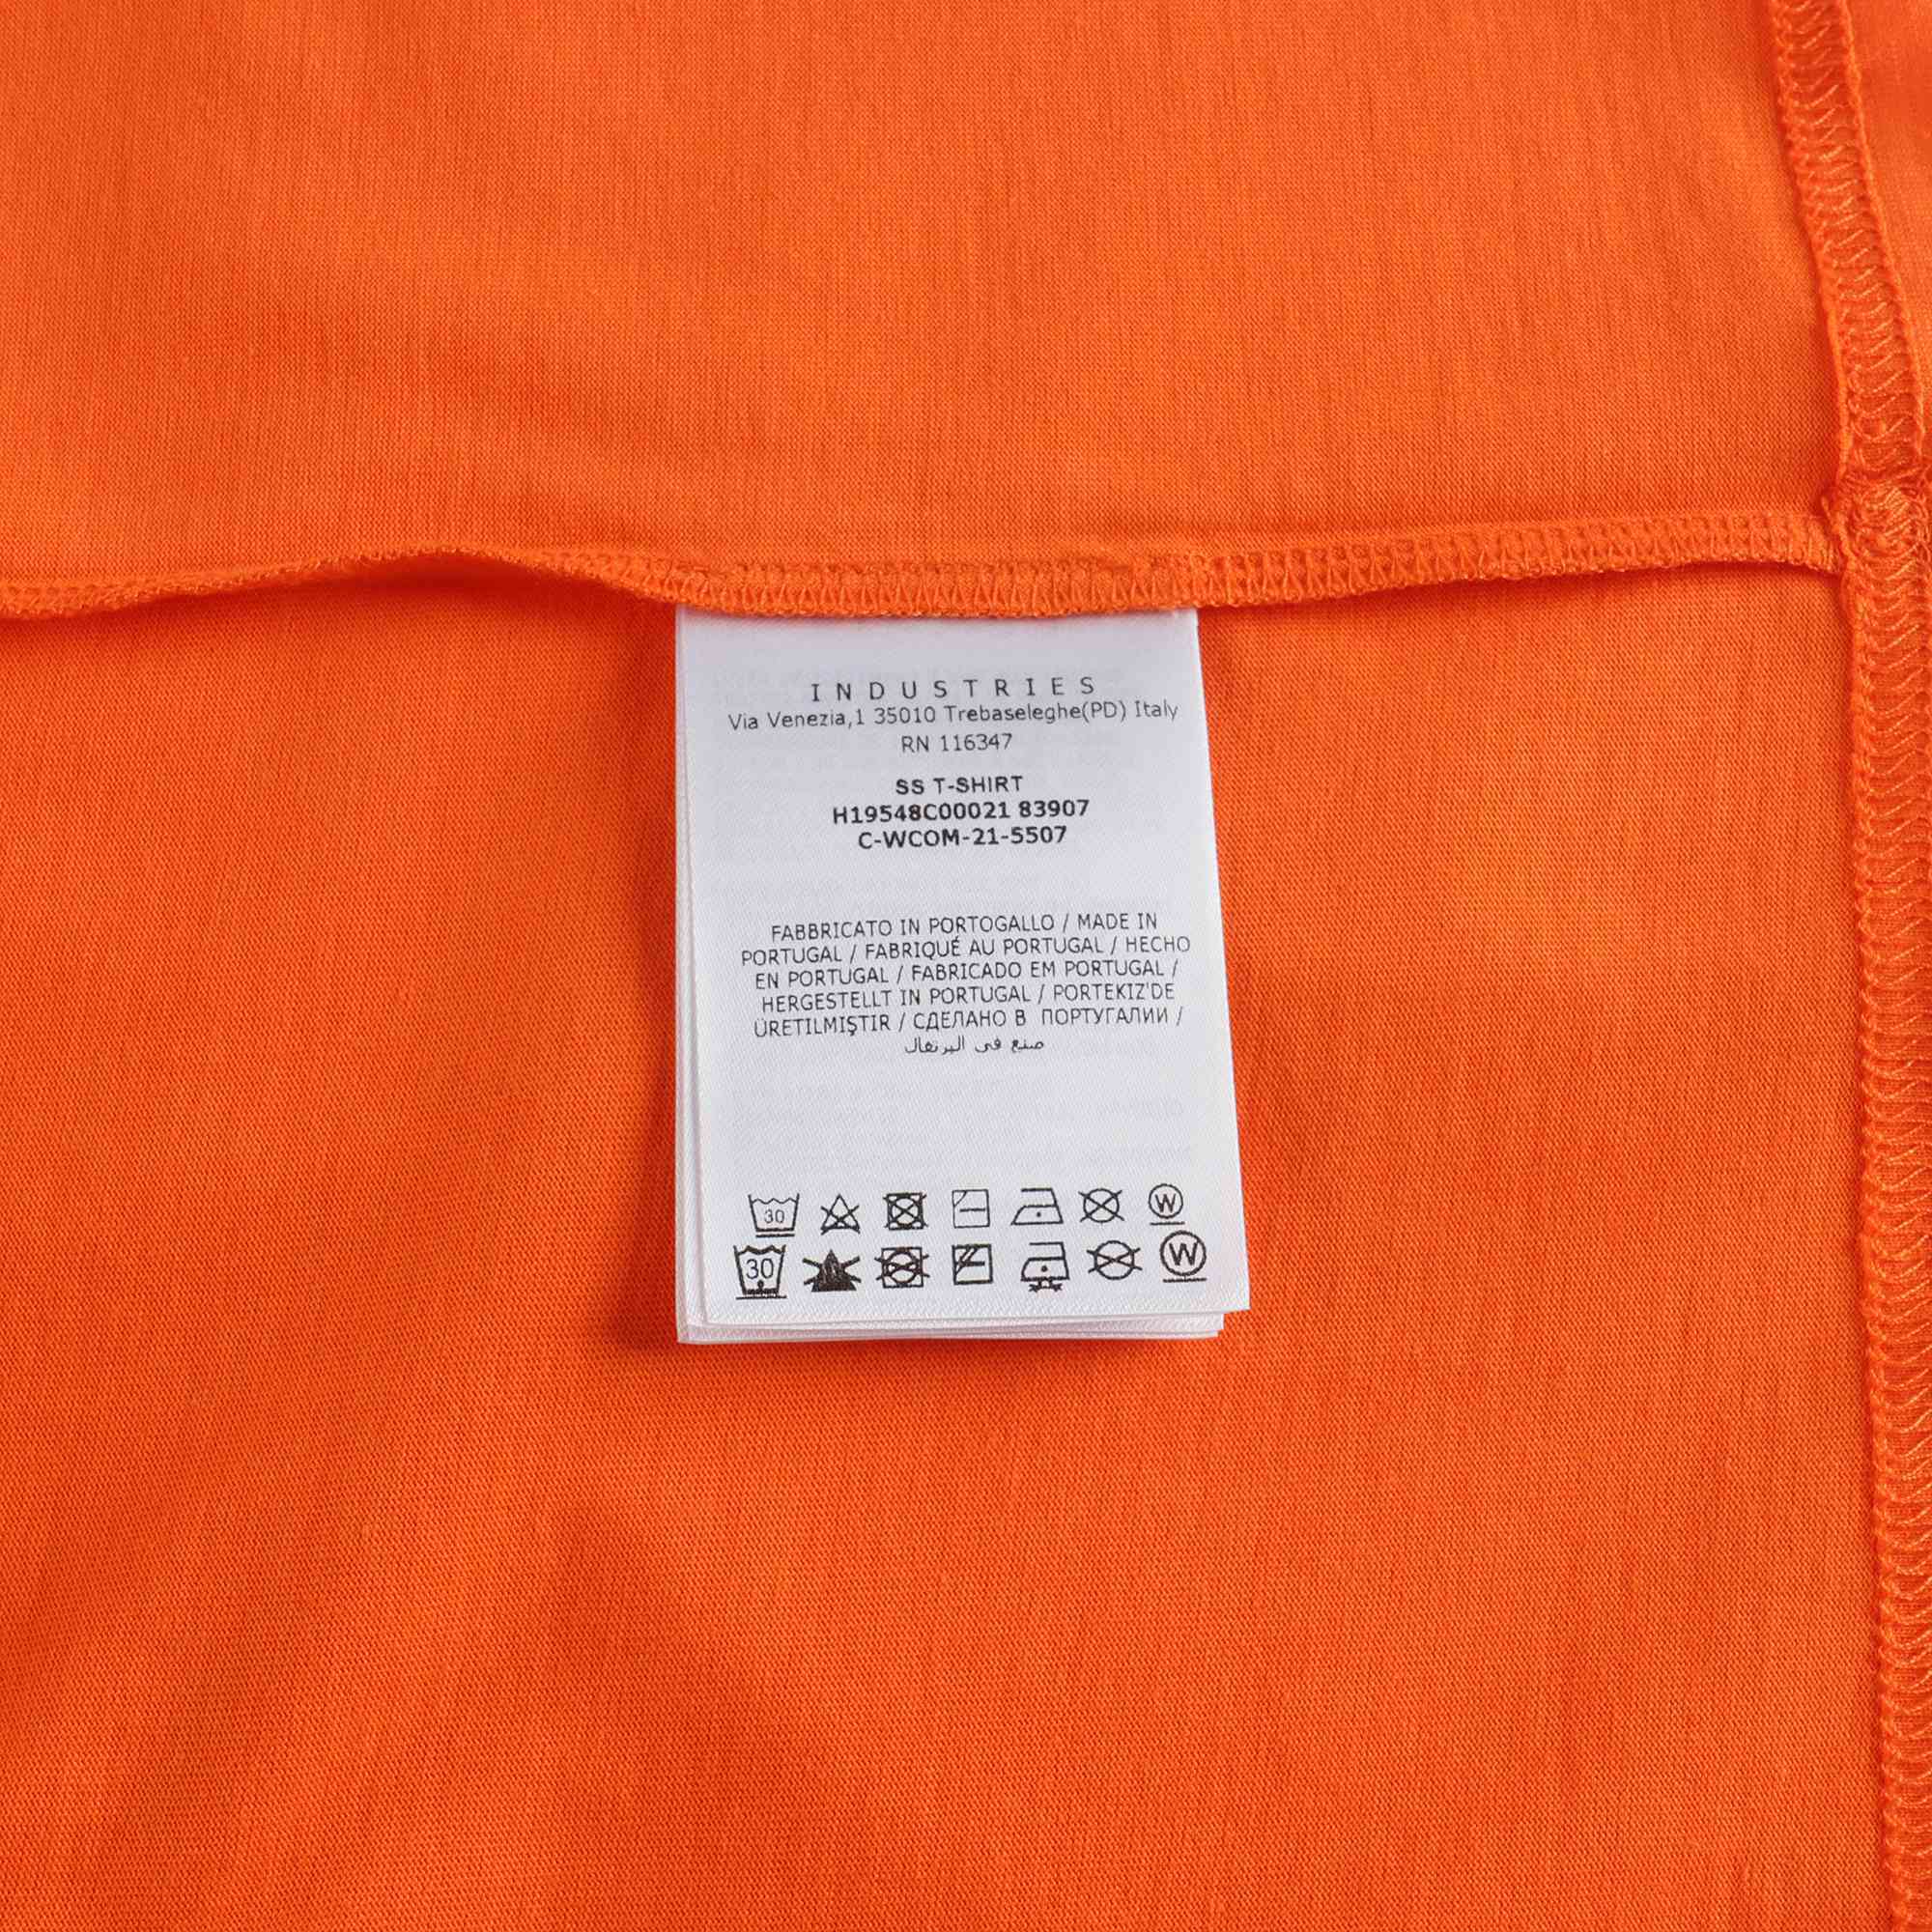 INDUSTRIES
Via Venezia,1 35010 Trebaseleghe(PD) Italy
RN 116347
SS T-SHIRT
H19548C00021 83907
C-WCOM-21-5507
FABBRICATO IN PORTOGALLO / MADE IN
PORTUGAL / FABRIQUÉ AU PORTUGAL / HECHO
EN PORTUGAL / FABRICADO EM PORTUGAL /
HERGESTELLT IN PORTUGAL / PORTEKIZ'DE
ÜRETILMIŞTIR / СДЕЛАНО В ПОРТУГАЛИИ /
صنع في البرتغال
30 W
30 W